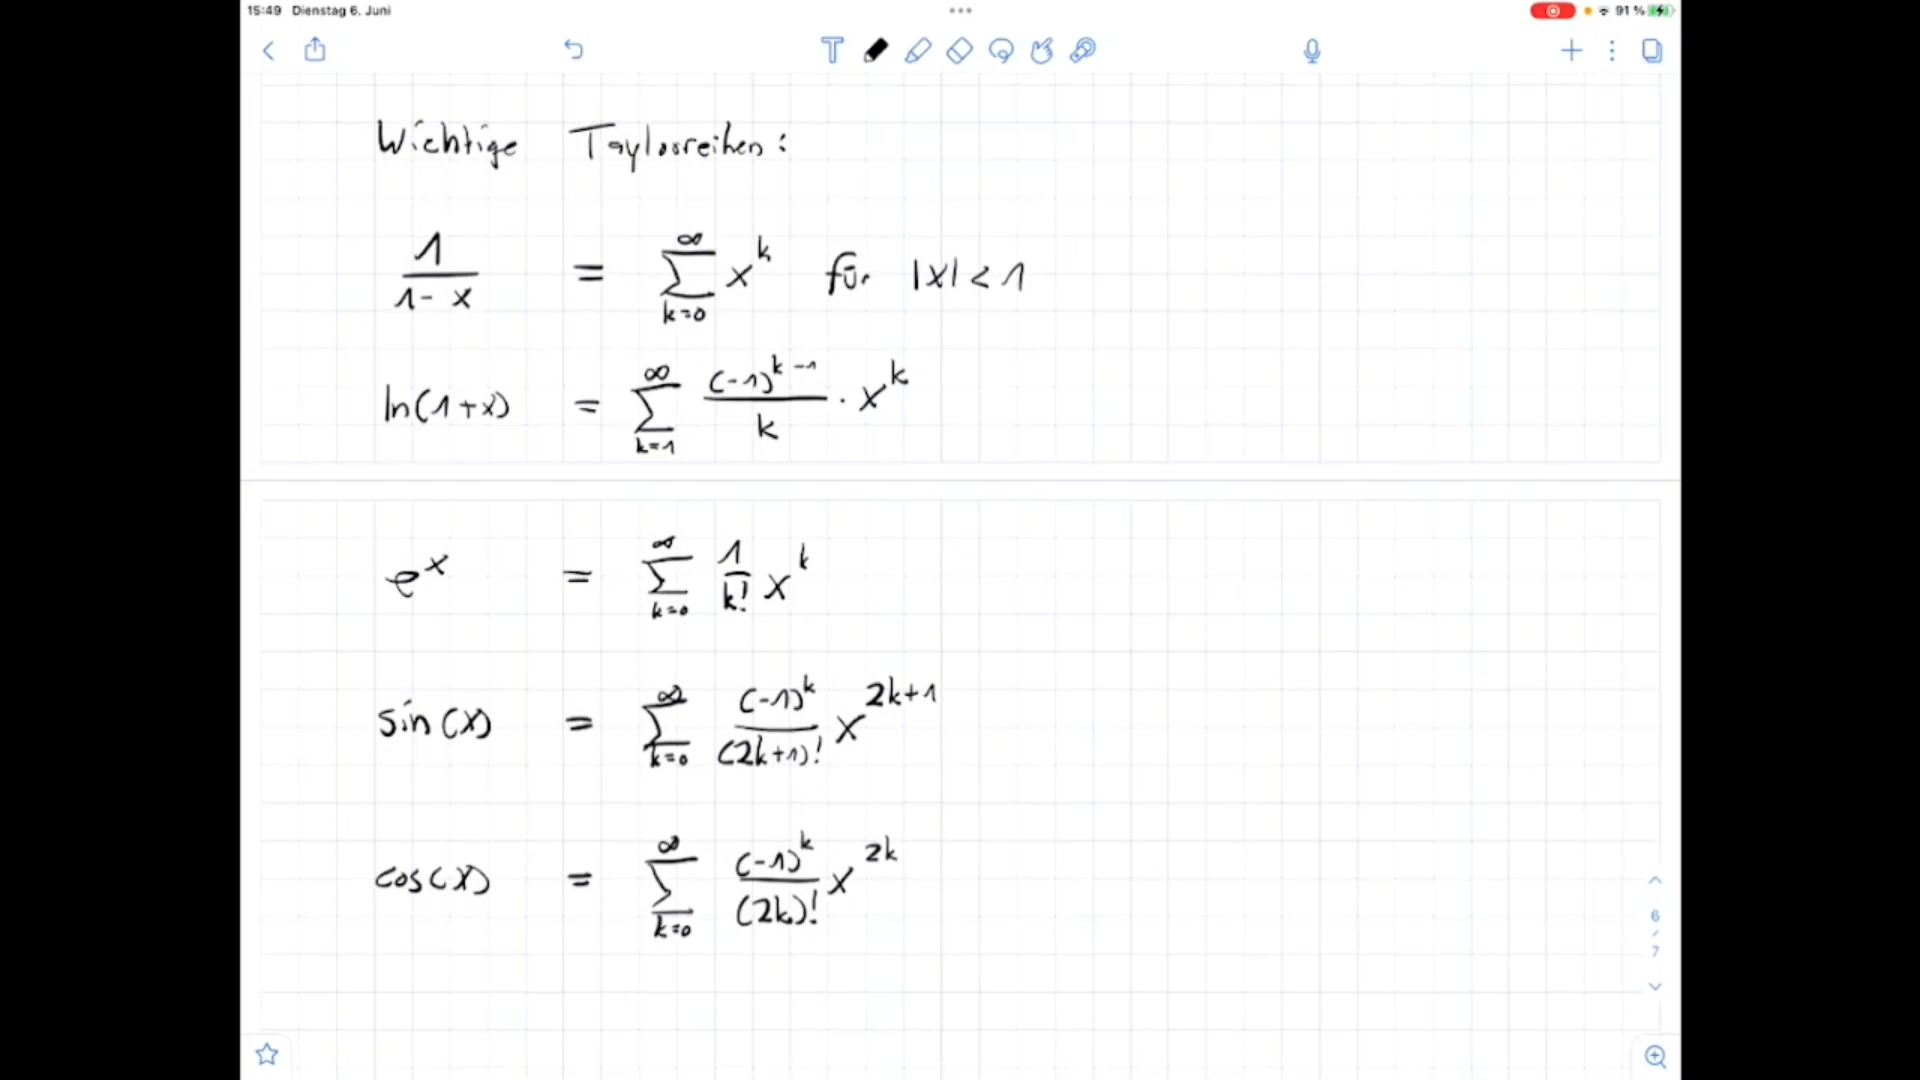 15:49 Dienstag 6. Juni 91 %
T
Wichtige Taylorreihen:
1/(1-x) = ∑_{k=0}^{∞} x^k für |x| < 1
ln(1+x) = ∑_{k=1}^{∞} (-1)^{k-1}/k · x^k
e^x = ∑_{k=0}^{∞} 1/k! x^k
sin(x) = ∑_{k=0}^{∞} (-1)^k/(2k+1)! x^{2k+1}
cos(x) = ∑_{k=0}^{∞} (-1)^k/(2k)! x^{2k}
6
/
7